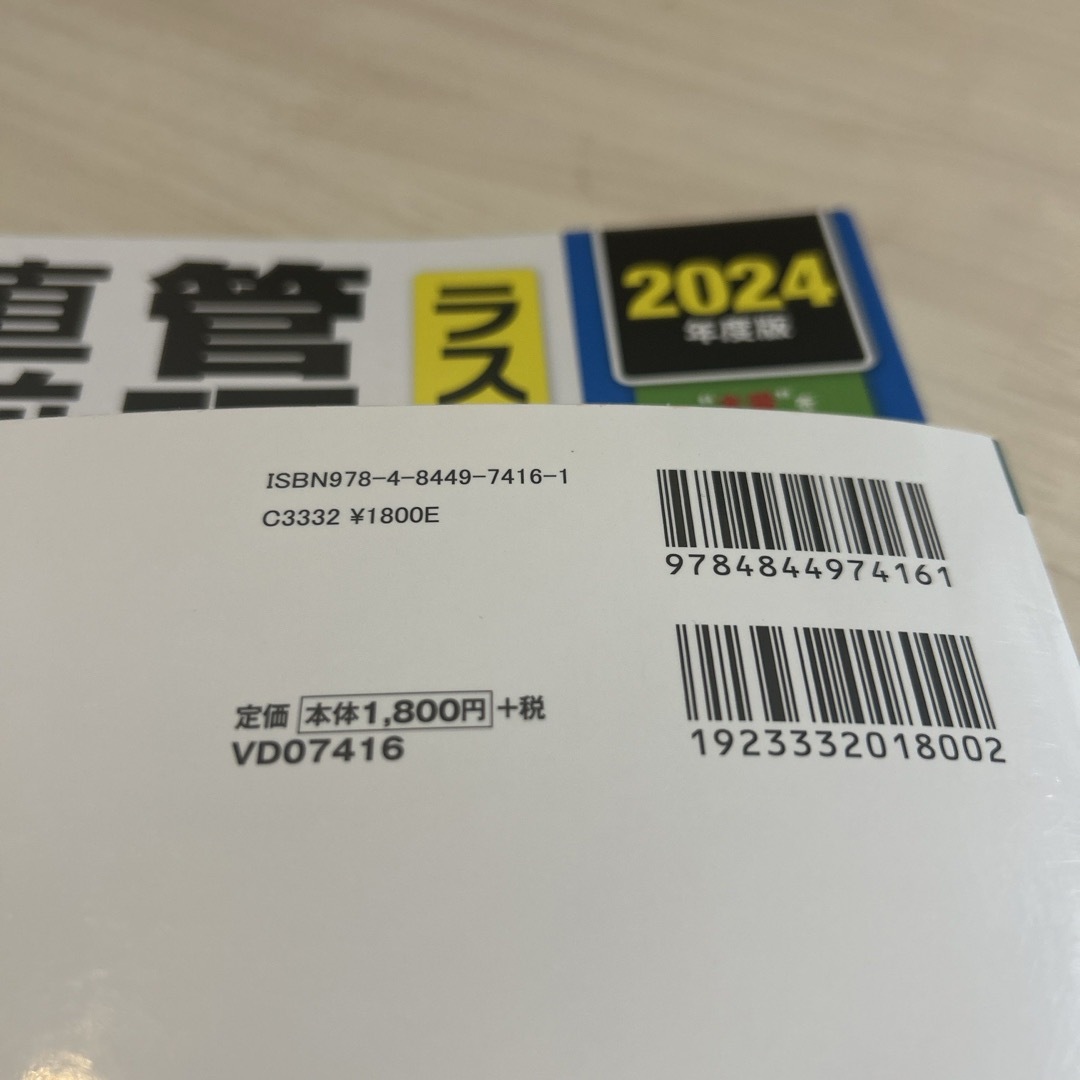 2024
年度版
管
ラス
ISBN978-4-8449-7416-1
C3332 ¥1800E
9784844974161
定価 本体1,800円+税
VD07416
1923332018002